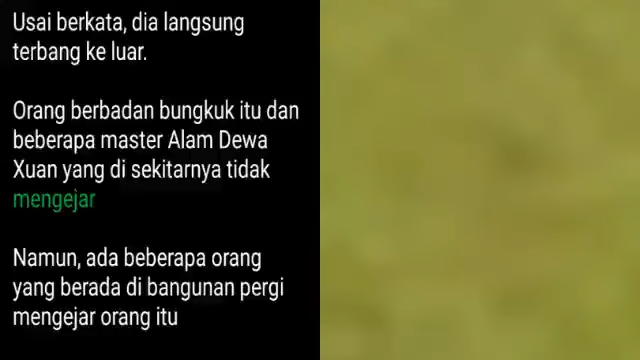 Usai berkata, dia langsung
terbang ke luar.
Orang berbadan bungkuk itu dan
beberapa master Alam Dewa
Xuan yang di sekitarnya tidak
mengejar
Namun, ada beberapa orang
yang berada di bangunan pergi
mengejar orang itu